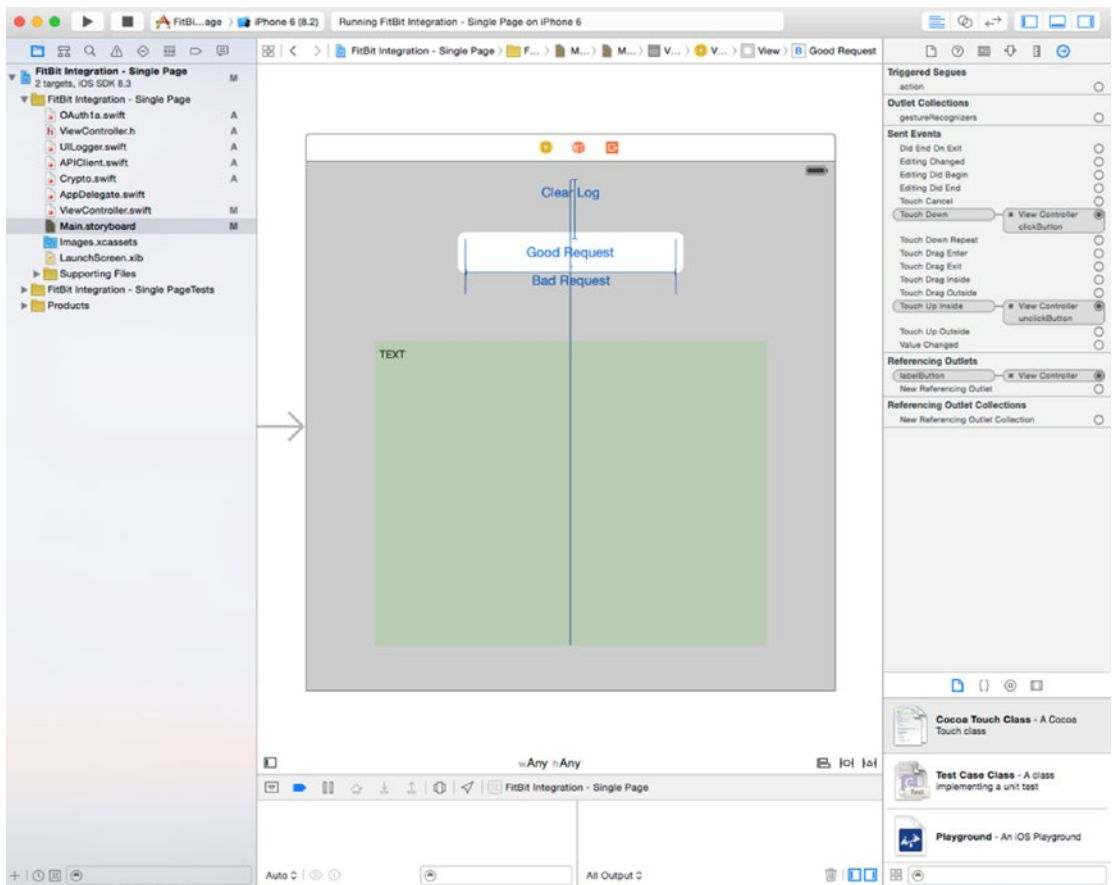 FitBi...age
iPhone 6 (8.2)
Running FitBit Integration - Single Page on iPhone 6
FitBit Integration - Single Page
F...
M...
M...
V...
V...
View
B Good Request
FitBit Integration - Single Page M
2 targets, iOS SDK 8.3
FitBit Integration - Single Page
OAuth1a.swift A
h ViewController.h A
UILogger.swift A
APIClient.swift A
Crypto.swift A
AppDelegate.swift
ViewController.swift M
Main.storyboard M
Images.xcassets
LaunchScreen.xib
Supporting Files
FitBit Integration - Single PageTests
Products
Clear Log
Good Request
Bad Request
TEXT
wAny hAny
FitBit Integration - Single Page
Auto
All Output
Triggered Segues
action
Outlet Collections
gestureRecognizers
Sent Events
Did End On Exit
Editing Changed
Editing Did Begin
Editing Did End
Touch Cancel
Touch Down View Controller
clickButton
Touch Down Repeat
Touch Drag Enter
Touch Drag Exit
Touch Drag Inside
Touch Drag Outside
Touch Up Inside View Controller
unclickButton
Touch Up Outside
Value Changed
Referencing Outlets
labelButton View Controller
New Referencing Outlet
Referencing Outlet Collections
New Referencing Outlet Collection
Cocoa Touch Class - A Cocoa
Touch class
Test Case Class - A class
implementing a unit test
Test
Playground - An iOS Playground